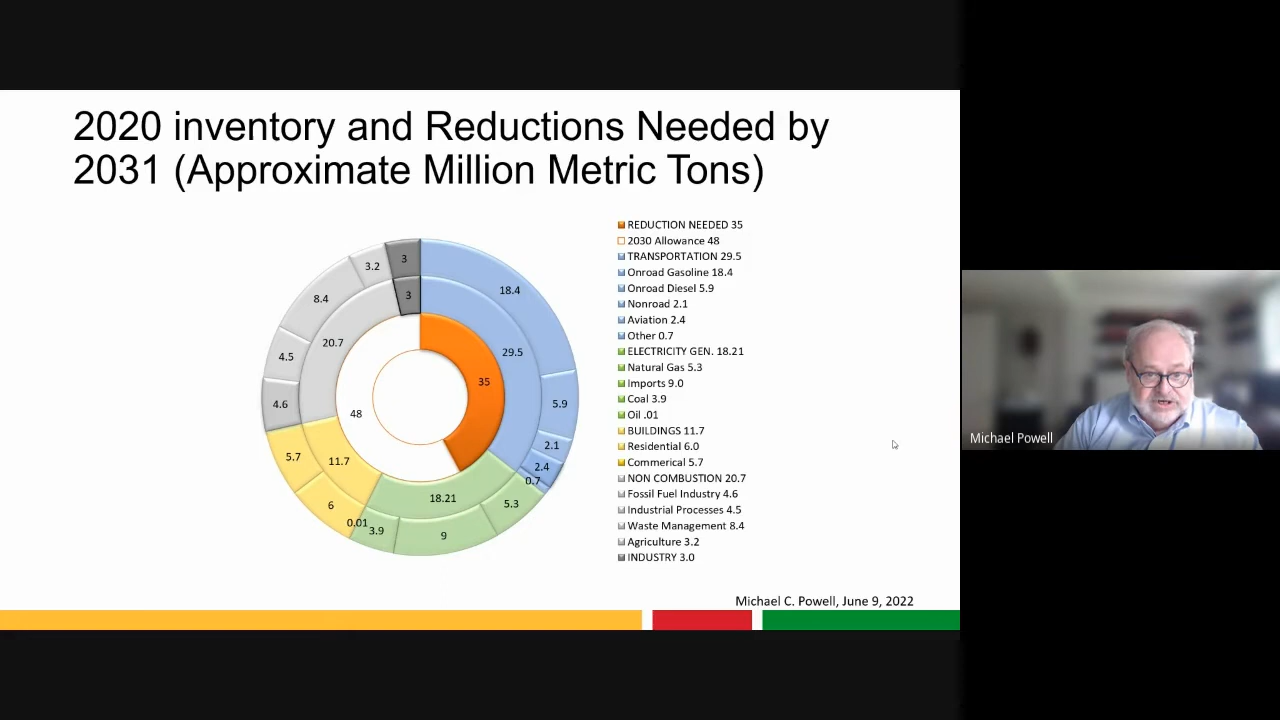 2020 inventory and Reductions Needed by
2031 (Approximate Million Metric Tons)
3
3.2
8.4
4.5
4.6
5.7
6
0.01
3.9
9
5.3
0.7
2.4
2.1
5.9
18.4
3
20.7
11.7
18.21
29.5
35
48
REDUCTION NEEDED 35
2030 Allowance 48
TRANSPORTATION 29.5
Onroad Gasoline 18.4
Onroad Diesel 5.9
Nonroad 2.1
Aviation 2.4
Other 0.7
ELECTRICITY GEN. 18.21
Natural Gas 5.3
Imports 9.0
Coal 3.9
Oil .01
BUILDINGS 11.7
Residential 6.0
Commerical 5.7
NON COMBUSTION 20.7
Fossil Fuel Industry 4.6
Industrial Processes 4.5
Waste Management 8.4
Agriculture 3.2
INDUSTRY 3.0
Michael C. Powell, June 9, 2022
Michael Powell